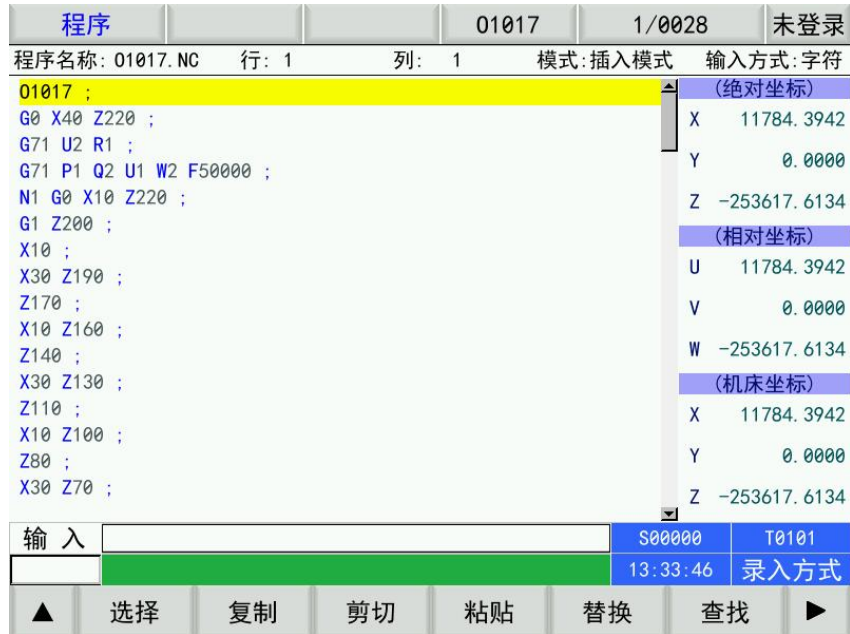 程序 O1017 1/0028 未登录
程序名称: O1017.NC 行: 1 列: 1 模式:插入模式 输入方式:字符
O1017 ;
G0 X40 Z220 ;
G71 U2 R1 ;
G71 P1 Q2 U1 W2 F50000 ;
N1 G0 X10 Z220 ;
G1 Z200 ;
X10 ;
X30 Z190 ;
Z170 ;
X10 Z160 ;
Z140 ;
X30 Z130 ;
Z110 ;
X10 Z100 ;
Z80 ;
X30 Z70 ;
(绝对坐标)
X 11784.3942
Y 0.0000
Z -253617.6134
(相对坐标)
U 11784.3942
V 0.0000
W -253617.6134
(机床坐标)
X 11784.3942
Y 0.0000
Z -253617.6134
输 入 S00000 T0101
13:33:46 录入方式
选择 复制 剪切 粘贴 替换 查找